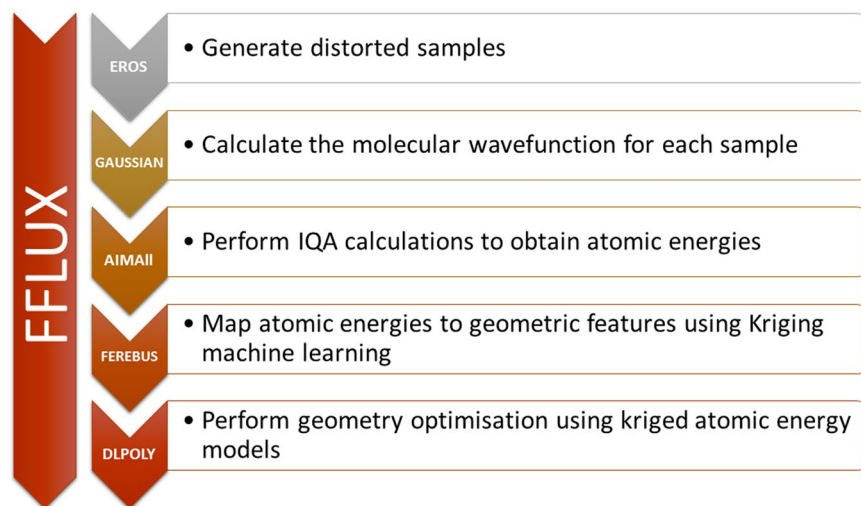 FFLUX
EROS
• Generate distorted samples
GAUSSIAN
• Calculate the molecular wavefunction for each sample
AIMAll
• Perform IQA calculations to obtain atomic energies
FEREBUS
• Map atomic energies to geometric features using Kriging
machine learning
DLPOLY
• Perform geometry optimisation using kriged atomic energy
models